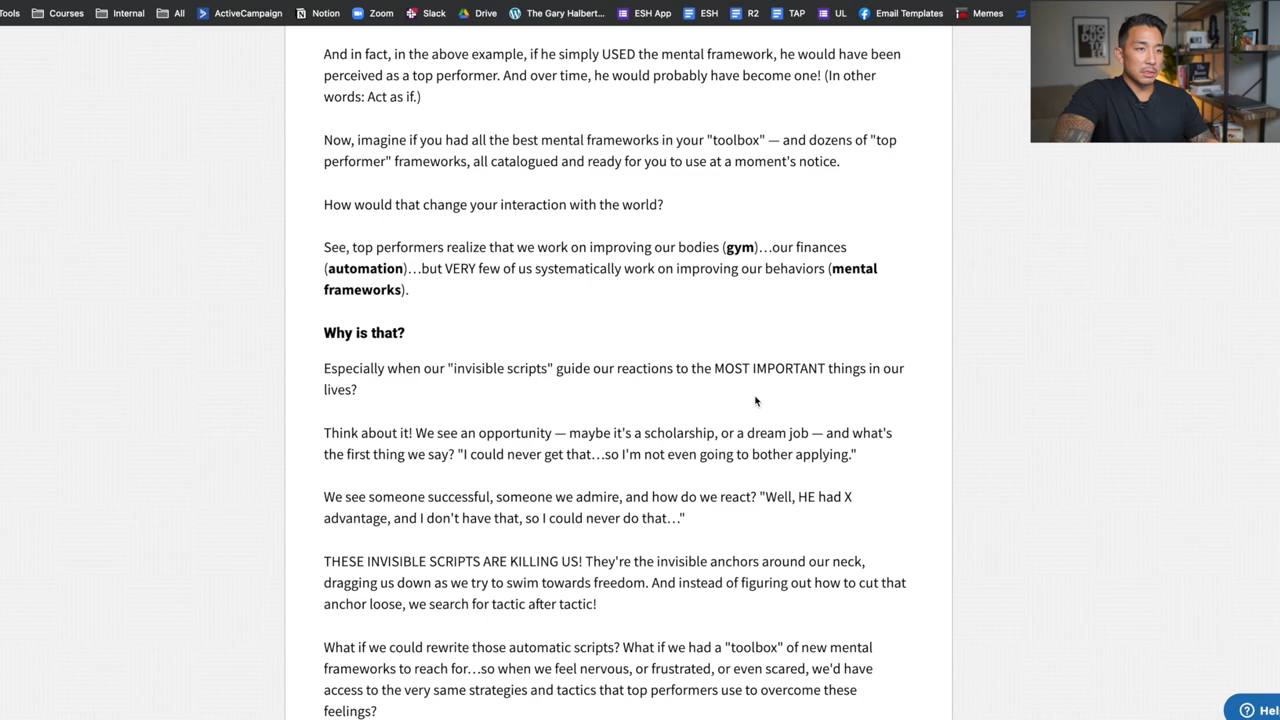 Tools Courses Internal All ActiveCampaign Notion Zoom Slack Drive The Gary Halbert... ESH App ESH R2 TAP UL Email Templates Memes
PRODUC
And in fact, in the above example, if he simply USED the mental framework, he would have been
perceived as a top performer. And over time, he would probably have become one! (In other
words: Act as if.)
Now, imagine if you had all the best mental frameworks in your "toolbox" — and dozens of "top
performer" frameworks, all catalogued and ready for you to use at a moment's notice.
How would that change your interaction with the world?
See, top performers realize that we work on improving our bodies (gym)…our finances
(automation)…but VERY few of us systematically work on improving our behaviors (mental
frameworks).
Why is that?
Especially when our "invisible scripts" guide our reactions to the MOST IMPORTANT things in our
lives?
Think about it! We see an opportunity — maybe it's a scholarship, or a dream job — and what's
the first thing we say? "I could never get that…so I'm not even going to bother applying."
We see someone successful, someone we admire, and how do we react? "Well, HE had X
advantage, and I don't have that, so I could never do that…"
THESE INVISIBLE SCRIPTS ARE KILLING US! They're the invisible anchors around our neck,
dragging us down as we try to swim towards freedom. And instead of figuring out how to cut that
anchor loose, we search for tactic after tactic!
What if we could rewrite those automatic scripts? What if we had a "toolbox" of new mental
frameworks to reach for…so when we feel nervous, or frustrated, or even scared, we'd have
access to the very same strategies and tactics that top performers use to overcome these
feelings?
Hel